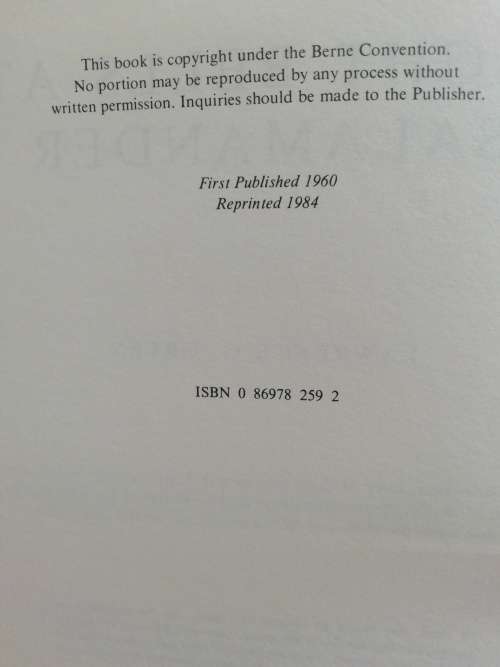 This book is copyright under the Berne Convention.
No portion may be reproduced by any process without
written permission. Inquiries should be made to the Publisher.
First Published 1960
Reprinted 1984
ISBN 0 86978 259 2